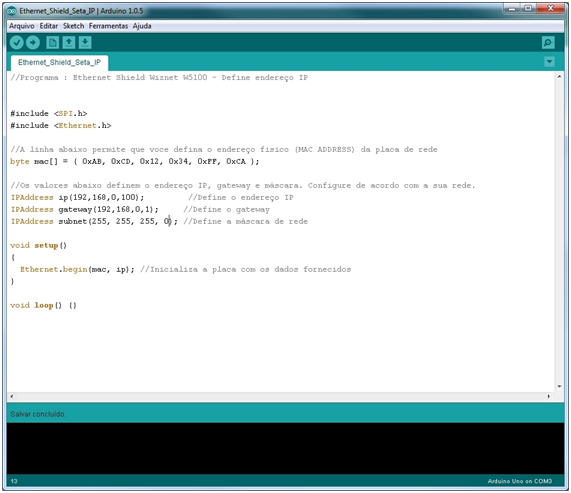 Ethernet_Shield_Seta_IP | Arduino 1.0.5
Arquivo Editar Sketch Ferramentas Ajuda
Ethernet_Shield_Seta_IP
//Programa : Ethernet Shield Wiznet W5100 - Define endereço IP
#include <SPI.h>
#include <Ethernet.h>
//A linha abaixo permite que voce defina o endereço fisico (MAC ADDRESS) da placa de rede
byte mac[] = { 0xAB, 0xCD, 0x12, 0x34, 0xFF, 0xCA };
//Os valores abaixo definem o endereço IP, gateway e máscara. Configure de acordo com a sua rede.
IPAddress ip(192,168,0,100); //Define o endereço IP
IPAddress gateway(192,168,0,1); //Define o gateway
IPAddress subnet(255, 255, 255, 0); //Define a máscara de rede
void setup()
{
Ethernet.begin(mac, ip); //Inicializa a placa com os dados fornecidos
}
void loop() {}
Salvar concluído.
13 Arduino Uno on COM3